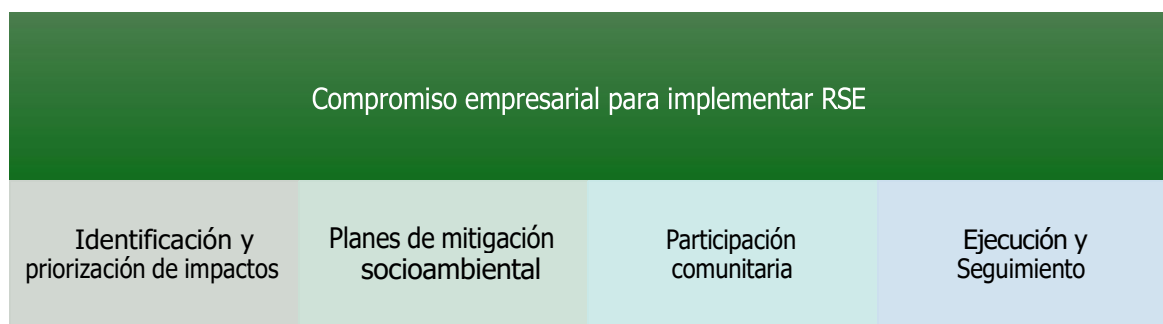 Compromiso empresarial para implementar RSE
Identificación y
priorización de impactos
Planes de mitigación
socioambiental
Participación
comunitaria
Ejecución y
Seguimiento